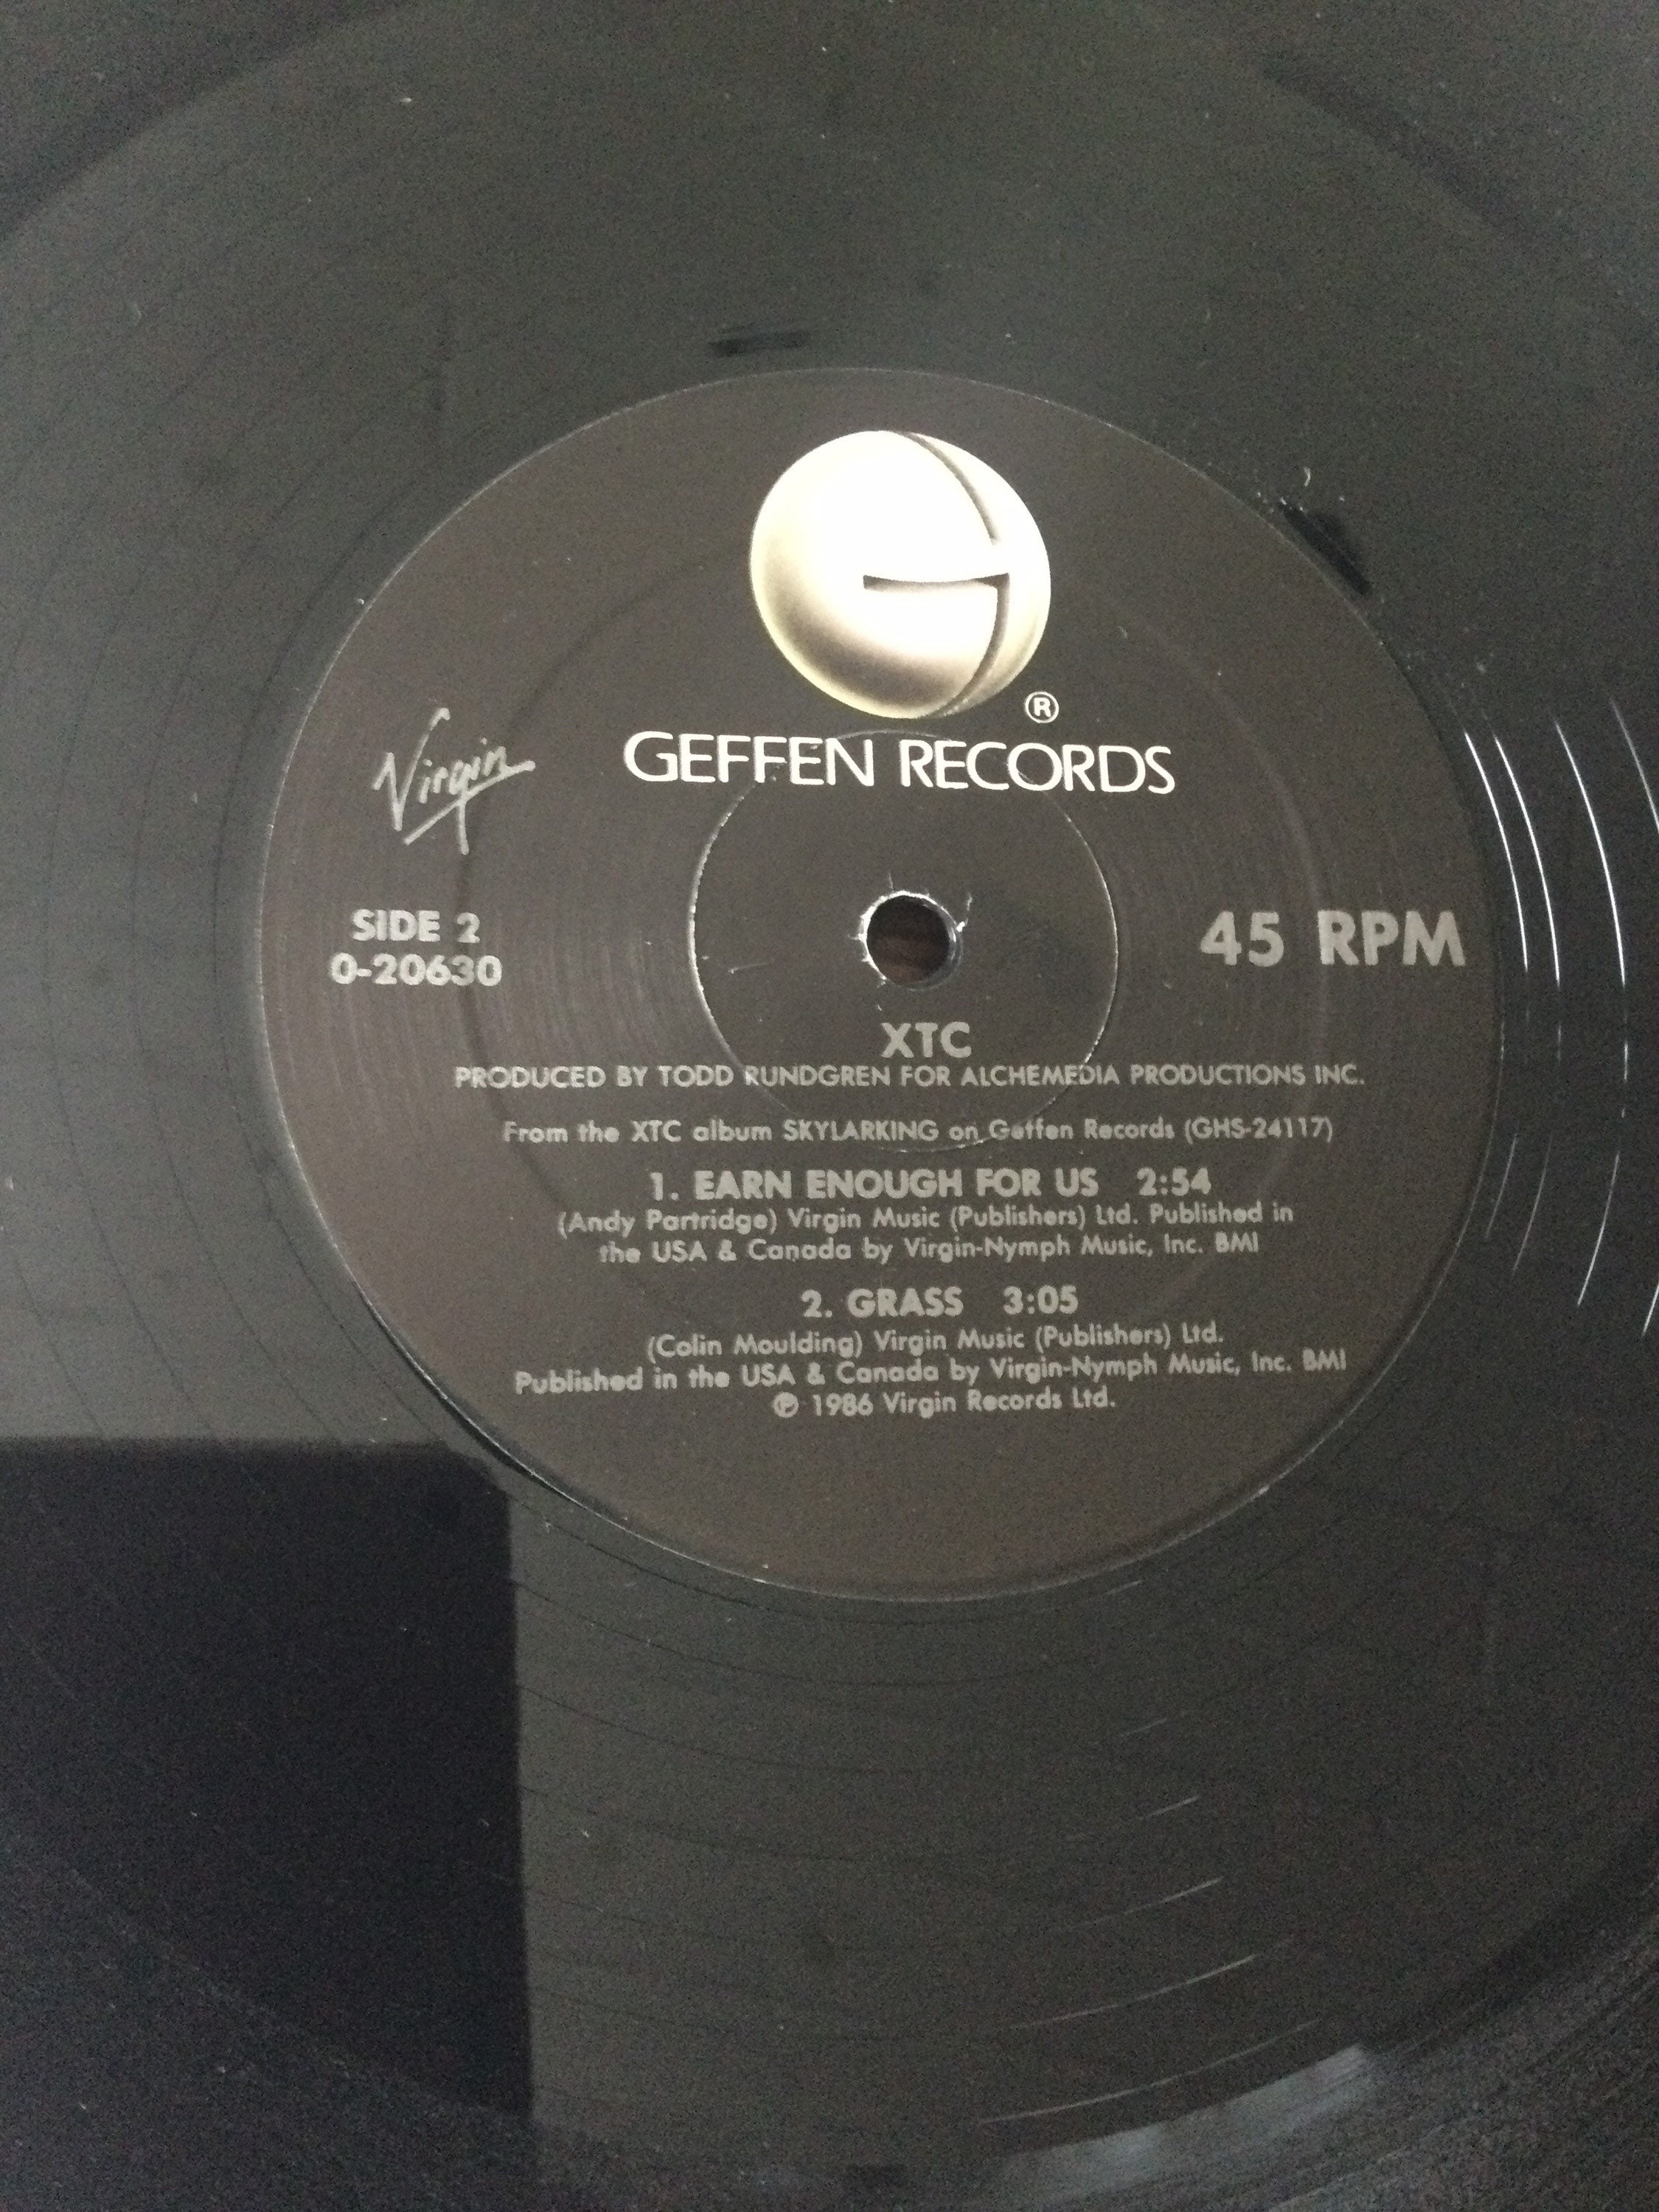 ®
GEFFEN RECORDS
Virgin
SIDE 2
0-20630
45 RPM
XTC
PRODUCED BY TODD RUNDGREN FOR ALCHEMEDIA PRODUCTIONS INC.
From the XTC album SKYLARKING on Geffen Records (GHS-24117)
1. EARN ENOUGH FOR US 2:54
(Andy Partridge) Virgin Music (Publishers) Ltd. Published in
the USA & Canada by Virgin-Nymph Music, Inc. BMI
2. GRASS 3:05
(Colin Moulding) Virgin Music (Publishers) Ltd.
Published in the USA & Canada by Virgin-Nymph Music, Inc. BMI
℗ 1986 Virgin Records Ltd.